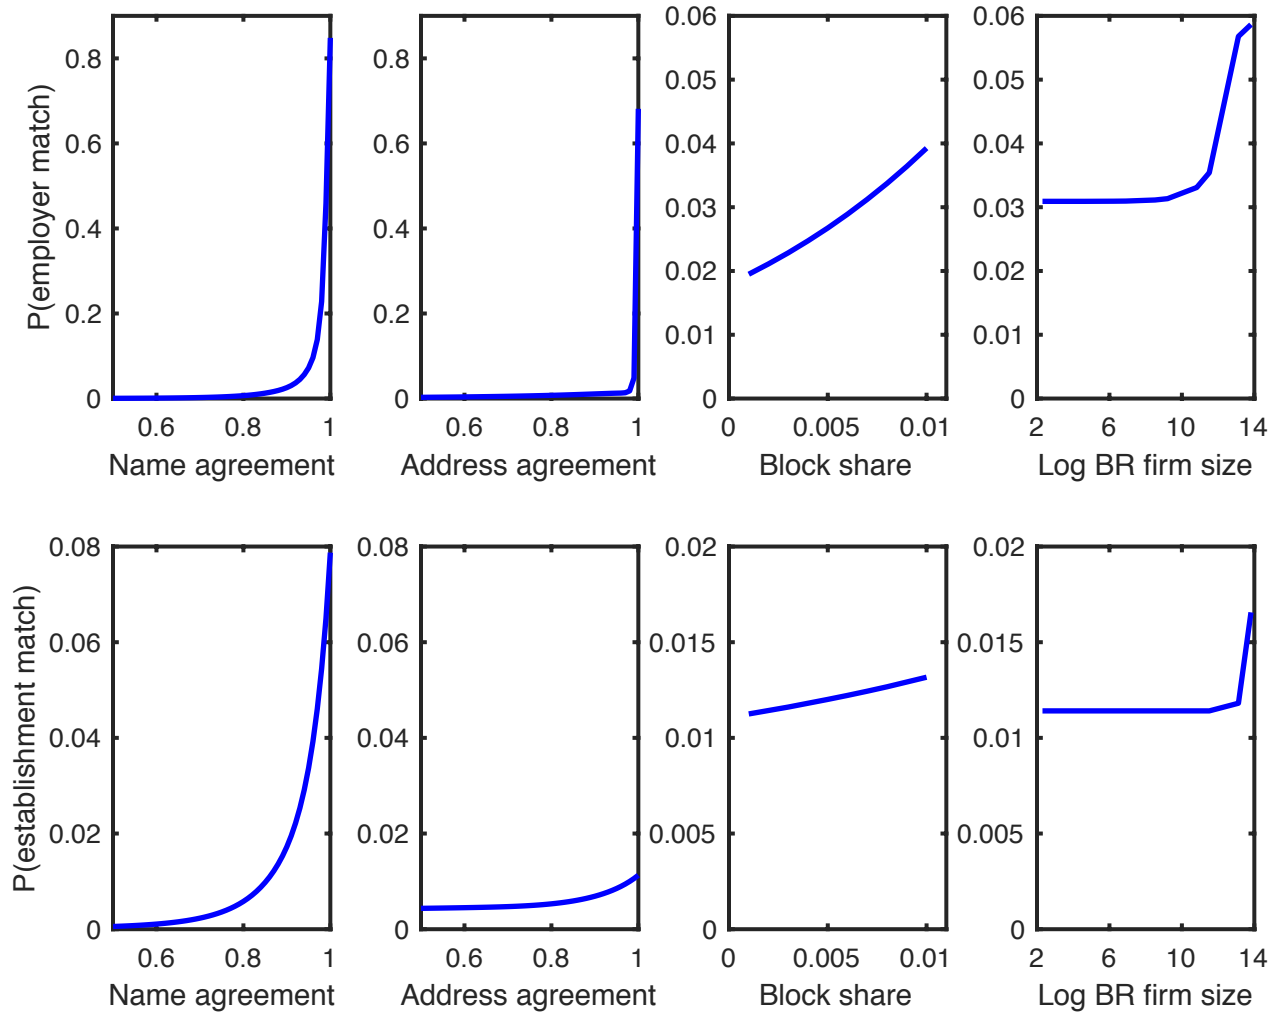 P(employer match)
0 0.2 0.4 0.6 0.8
0.6 0.8 1
Name agreement
0 0.2 0.4 0.6 0.8
0.6 0.8 1
Address agreement
0 0.01 0.02 0.03 0.04 0.05 0.06
0 0.005 0.01
Block share
0 0.01 0.02 0.03 0.04 0.05 0.06
2 6 10 14
Log BR firm size
P(establishment match)
0 0.02 0.04 0.06 0.08
0.6 0.8 1
Name agreement
0 0.02 0.04 0.06 0.08
0.6 0.8 1
Address agreement
0 0.005 0.01 0.015 0.02
0 0.005 0.01
Block share
0 0.005 0.01 0.015 0.02
2 6 10 14
Log BR firm size